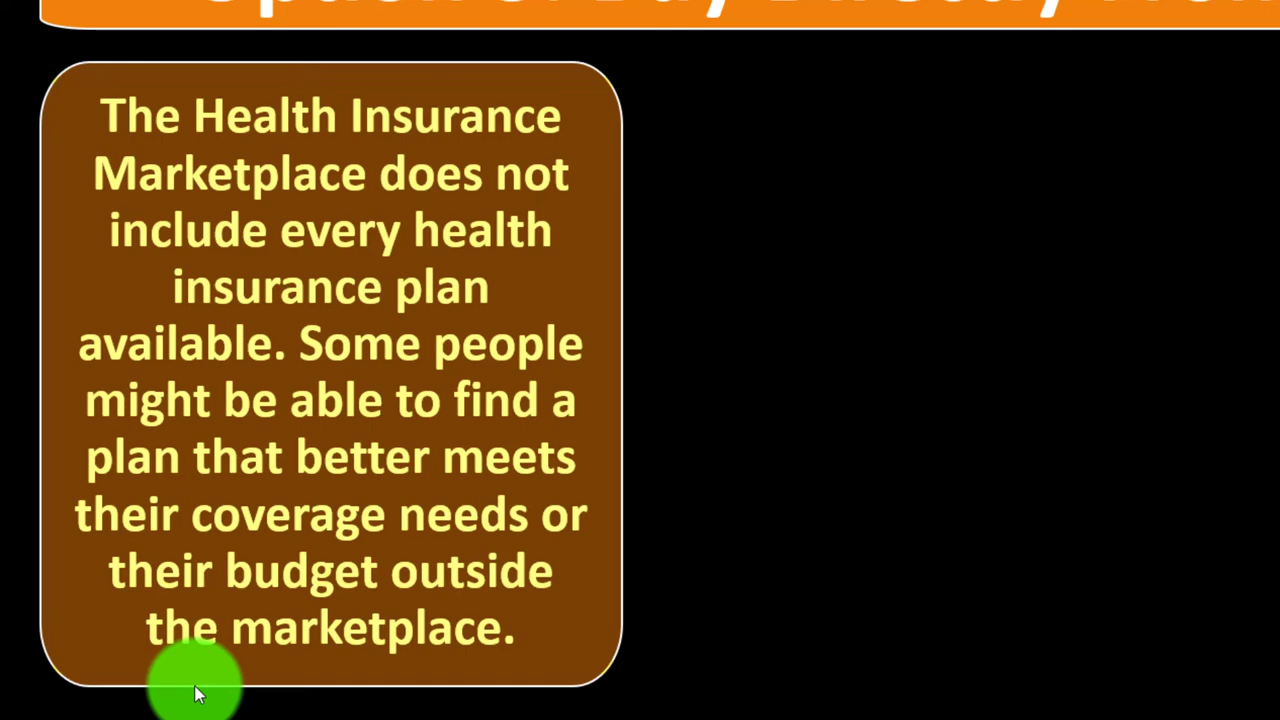 The Health Insurance
Marketplace does not
include every health
insurance plan
available. Some people
might be able to find a
plan that better meets
their coverage needs or
their budget outside
the marketplace.